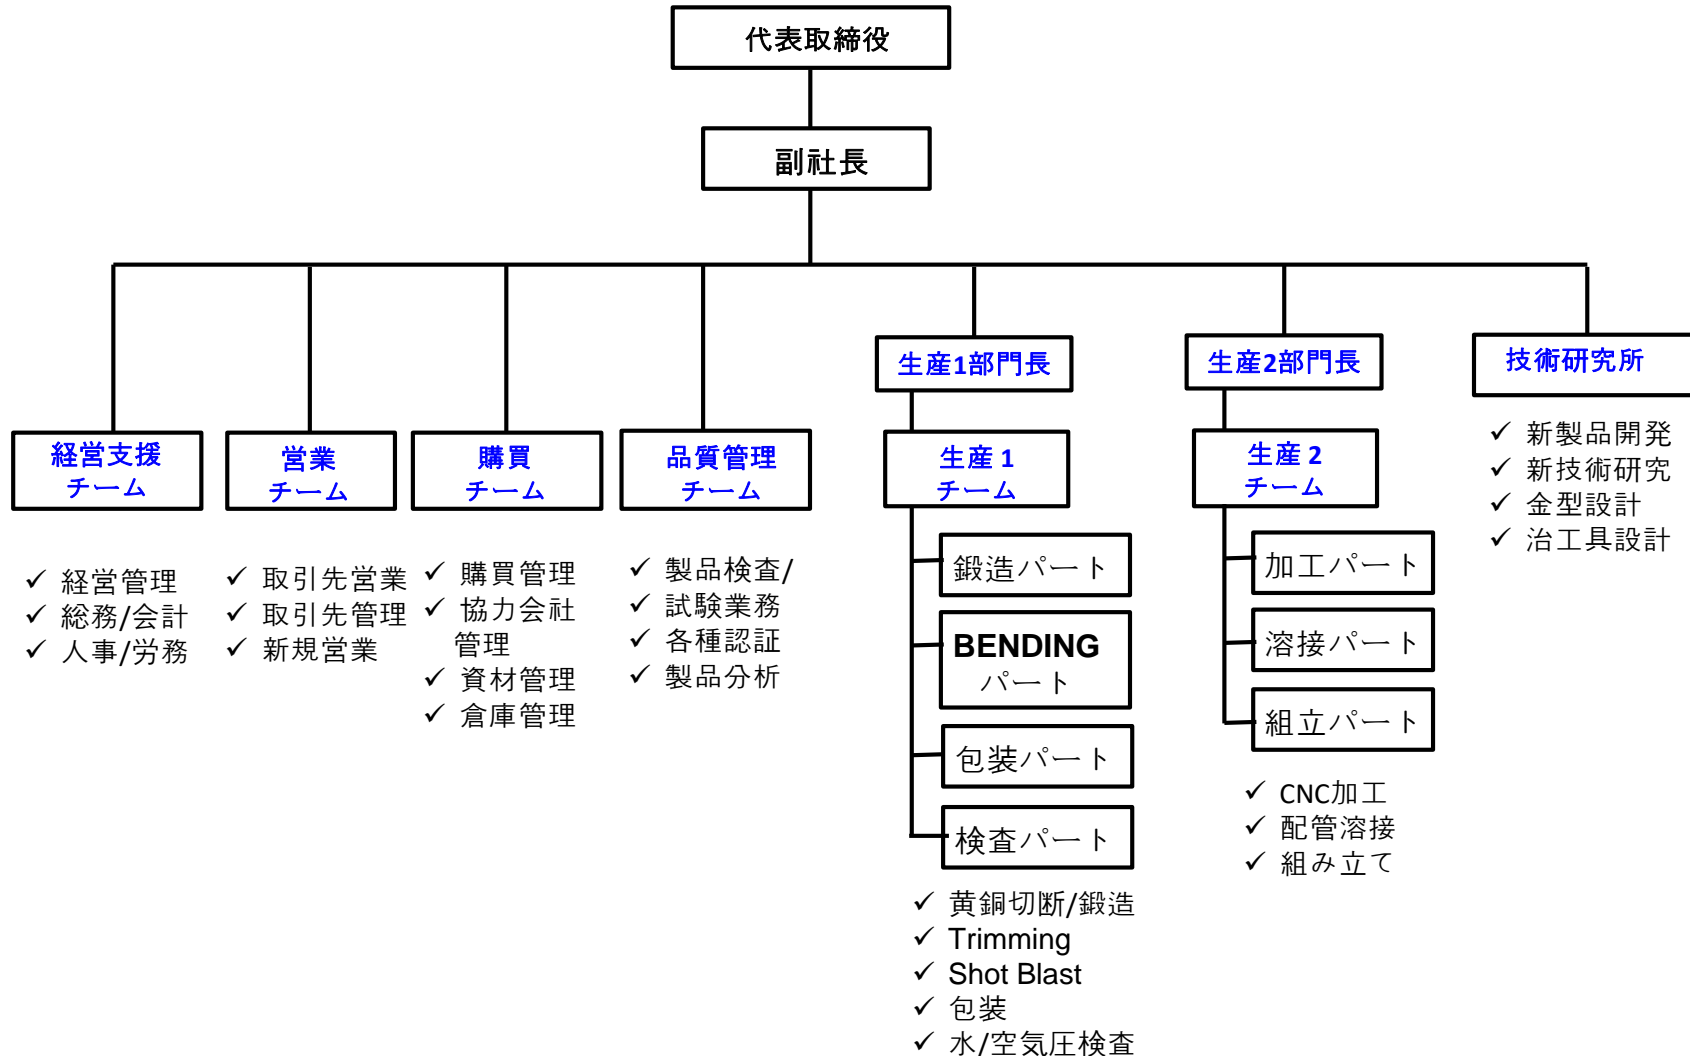 代表取締役
副社長
経営支援
チーム
✓ 経営管理
✓ 総務/会計
✓ 人事/労務
営業
チーム
✓ 取引先営業
✓ 取引先管理
✓ 新規営業
購買
チーム
✓ 購買管理
✓ 協力会社
管理
✓ 資材管理
✓ 倉庫管理
品質管理
チーム
✓ 製品検査/
✓ 試験業務
✓ 各種認証
✓ 製品分析
生産1部門長
生産 1
チーム
鍛造パート
BENDING
パート
包装パート
検査パート
✓ 黄銅切断/鍛造
✓ Trimming
✓ Shot Blast
✓ 包装
✓ 水/空気圧検査
生産2部門長
生産 2
チーム
加工パート
溶接パート
組立パート
✓ CNC加工
✓ 配管溶接
✓ 組み立て
技術研究所
✓ 新製品開発
✓ 新技術研究
✓ 金型設計
✓ 治工具設計